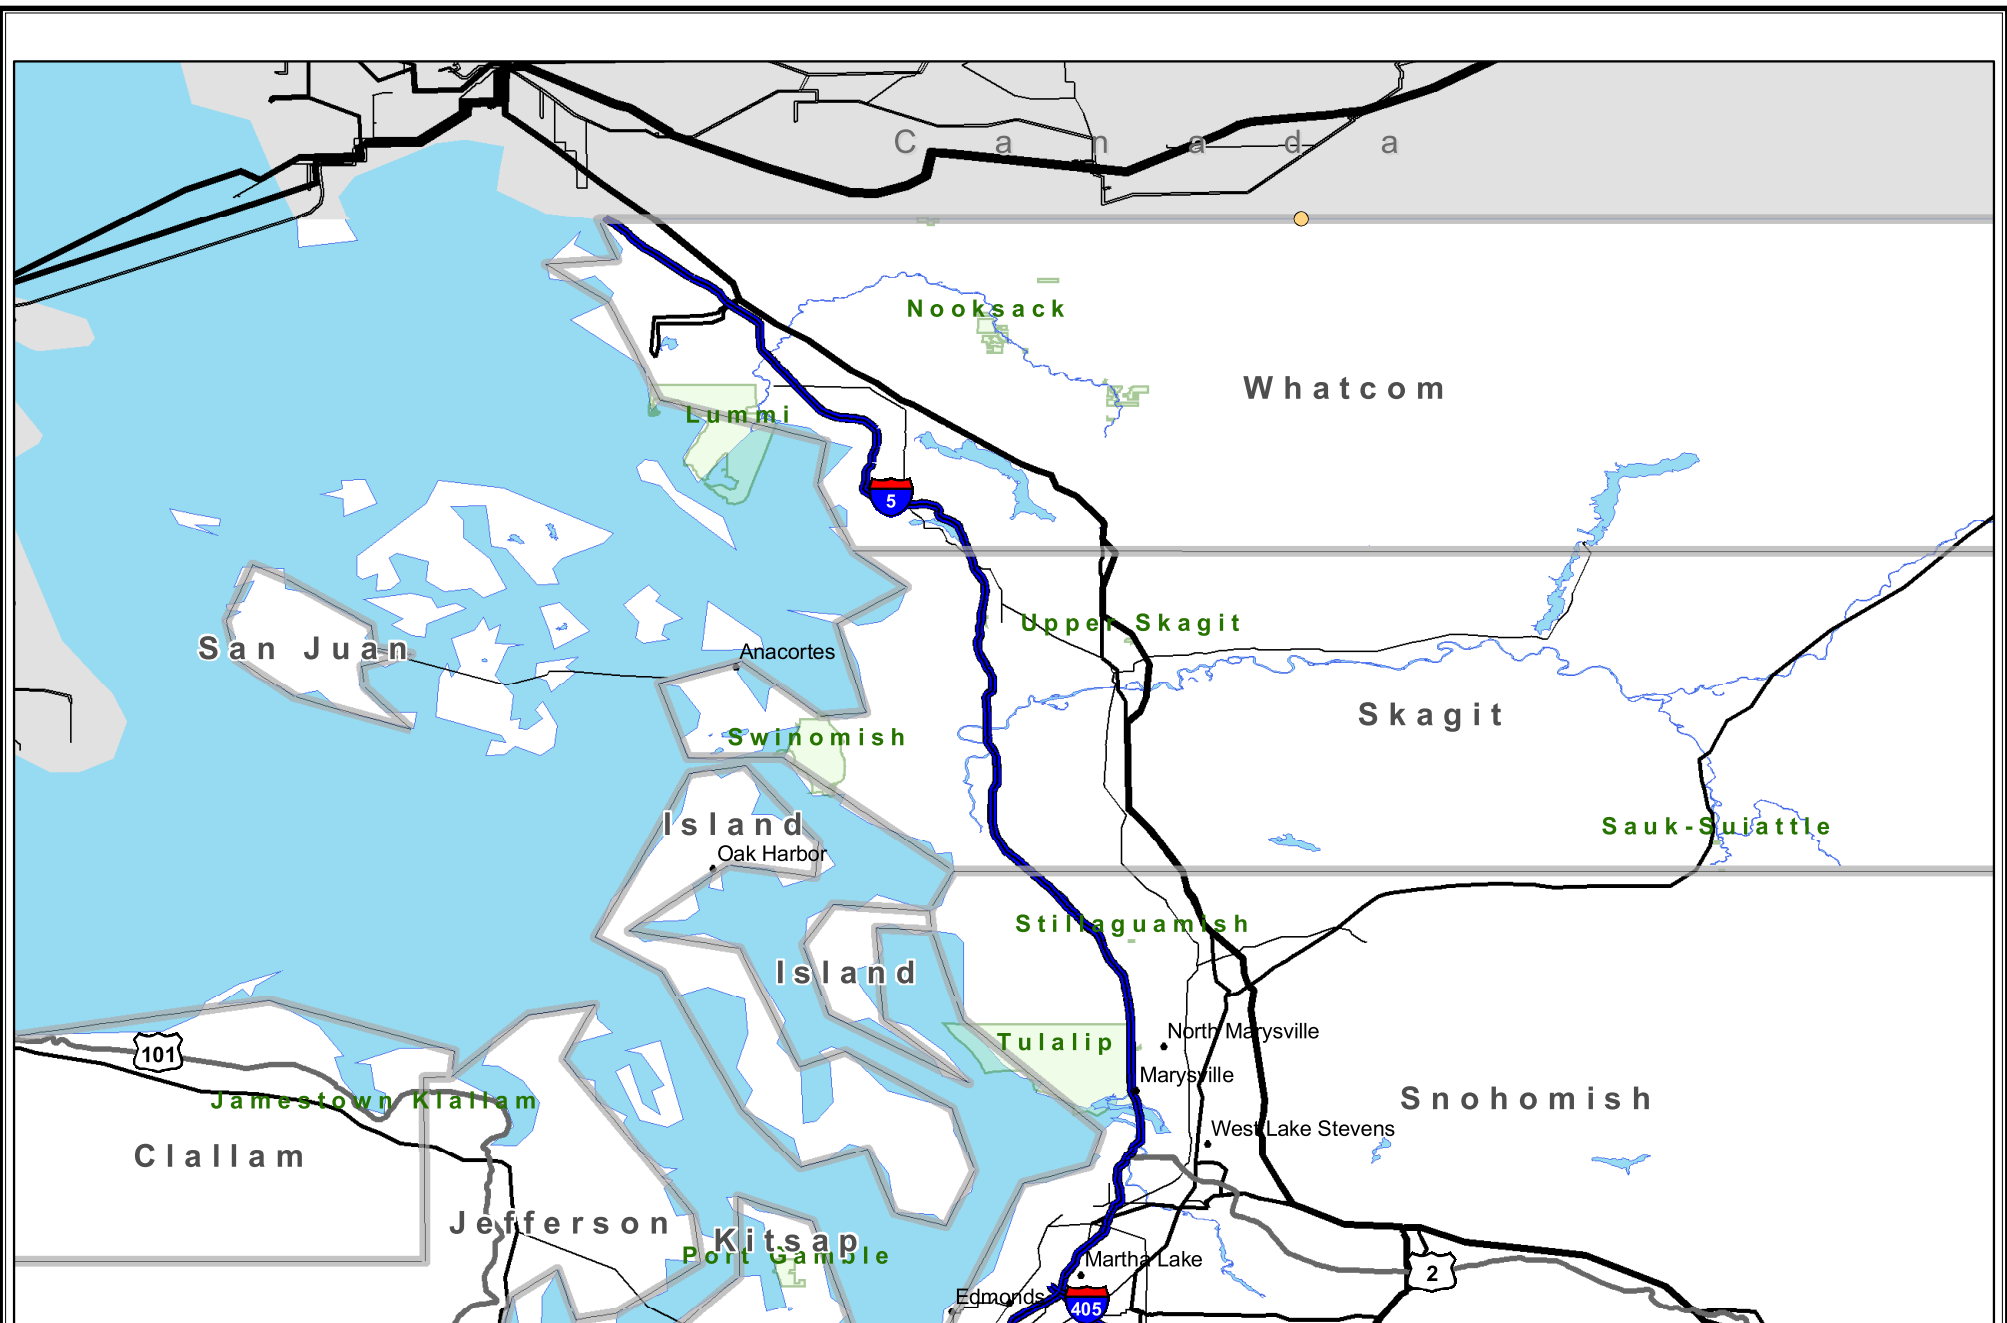 C a n a d a
Nooksack
Whatcom
Lummi
5
Upper Skagit
San Juan
Anacortes
Skagit
Swinomish
Island
Sauk-Suiattle
Oak Harbor
Stillaguamish
Island
North Marysville
Tulalip
101
Marysville
Jamestown Klallam
Snohomish
West Lake Stevens
Clallam
Jefferson
Kitsap
Port Gamble
Martha Lake
2
Edmonds
405